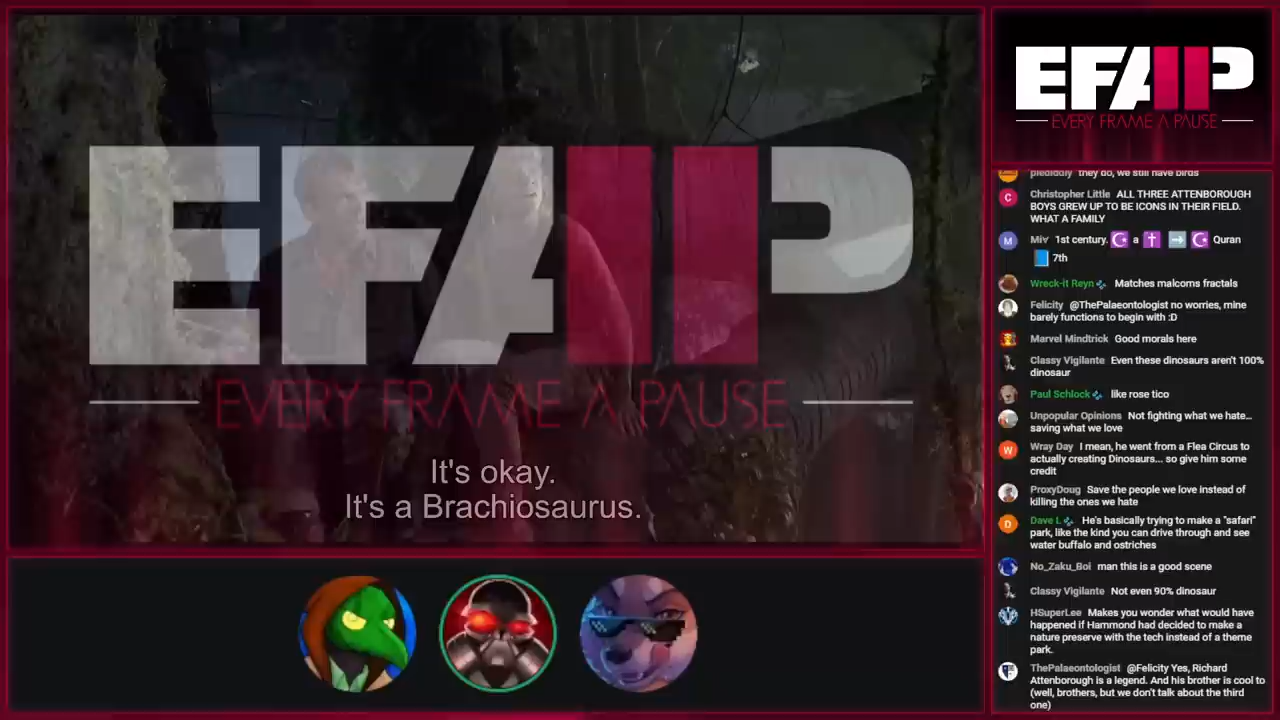 EFAP
EVERY FRAME A PAUSE
It's okay.
It's a Brachiosaurus.
EFAP
EVERY FRAME A PAUSE
piediddly they do, we still have birds
Christopher Little ALL THREE ATTENBOROUGH
BOYS GREW UP TO BE ICONS IN THEIR FIELD.
WHAT A FAMILY
Miv 1st century. ☪️ a ✝️ ➡️ ☪️ Quran
📘 7th
Wreck-it Reyn Matches malcoms fractals
Felicity @ThePalaeontologist no worries, mine
barely functions to begin with :D
Marvel Mindtrick Good morals here
Classy Vigilante Even these dinosaurs aren't 100%
dinosaur
Paul Schlock like rose tico
Unpopular Opinions Not fighting what we hate...
saving what we love
Wray Day I mean, he went from a Flea Circus to
actually creating Dinosaurs... so give him some
credit
ProxyDoug Save the people we love instead of
killing the ones we hate
Dave L He's basically trying to make a "safari"
park, like the kind you can drive through and see
water buffalo and ostriches
No_Zaku_Boi man this is a good scene
Classy Vigilante Not even 90% dinosaur
HSuperLee Makes you wonder what would have
happened if Hammond had decided to make a
nature preserve with the tech instead of a theme
park.
ThePalaeontologist @Felicity Yes, Richard
Attenborough is a legend. And his brother is cool to
(well, brothers, but we don't talk about the third
one)